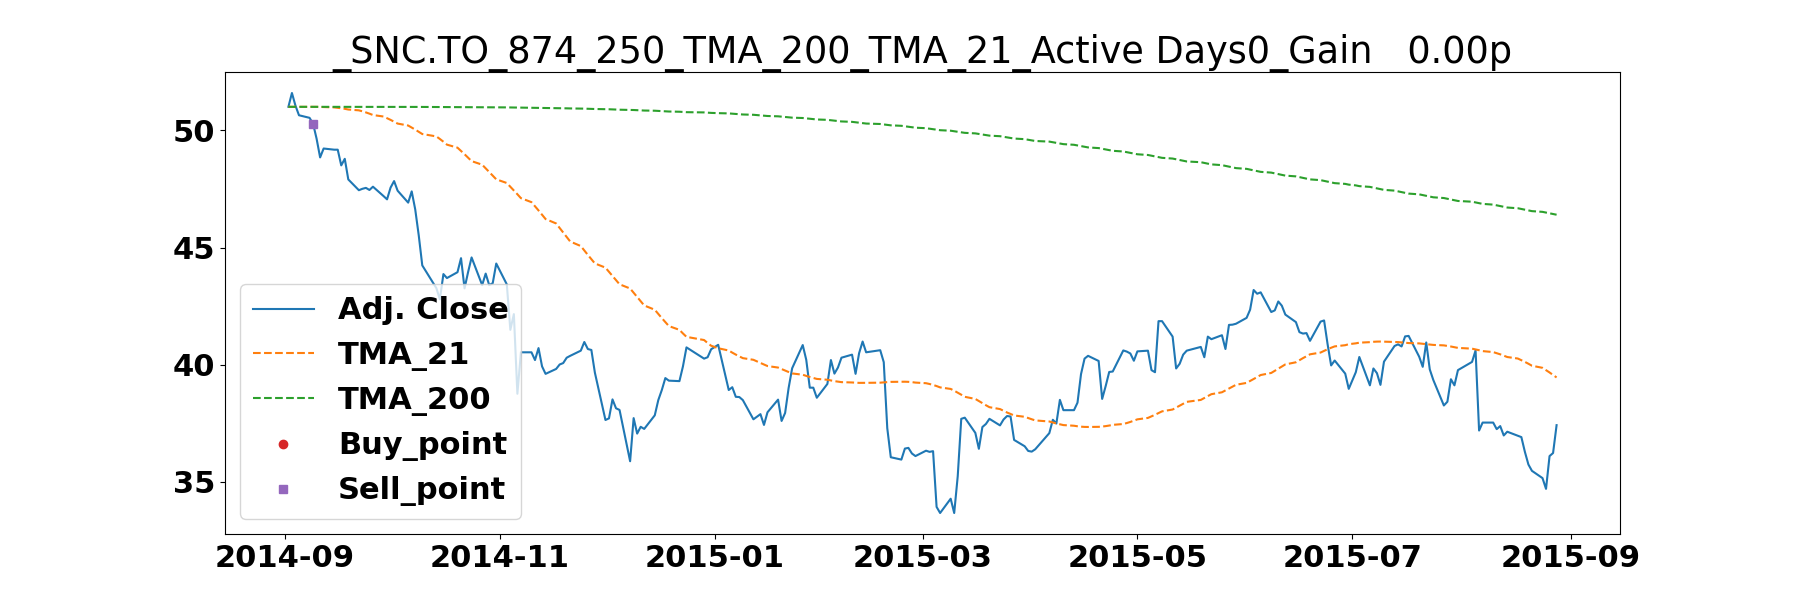 _SNC.TO_874_250_TMA_200_TMA_21_Active Days0_Gain   0.00p
50
45
40
35
Adj. Close
TMA_21
TMA_200
Buy_point
Sell_point
2014-09 2014-11 2015-01 2015-03 2015-05 2015-07 2015-09